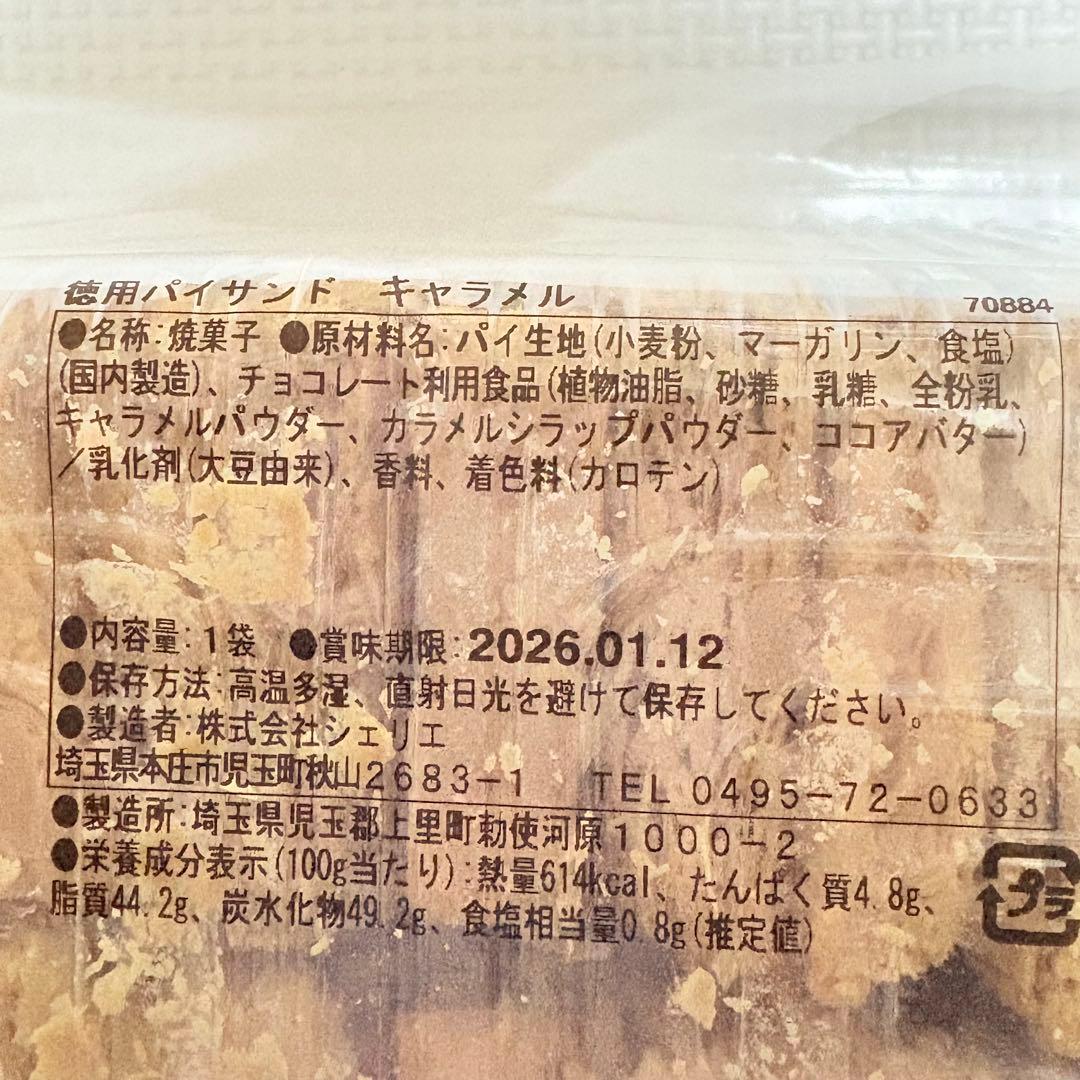 徳用パイサンド　キャラメル
70884
●名称:焼菓子 ●原材料名:パイ生地(小麦粉、マーガリン、食塩)
(国内製造)、チョコレート利用食品(植物油脂、砂糖、乳糖、全粉乳、
キャラメルパウダー、カラメルシラップパウダー、ココアバター)
/乳化剤(大豆由来)、香料、着色料(カロテン)
●内容量:1袋 ●賞味期限:2026.01.12
●保存方法:高温多湿、直射日光を避けて保存してください。
●製造者:株式会社シェリエ
埼玉県本庄市児玉町秋山2683-1 TEL 0495-72-0633
●製造所:埼玉県児玉郡上里町勅使河原1000-2
●栄養成分表示(100g当たり):熱量614kcal、たんぱく質4.8g、
脂質44.2g、炭水化物49.2g、食塩相当量0.8g(推定値)
プラ